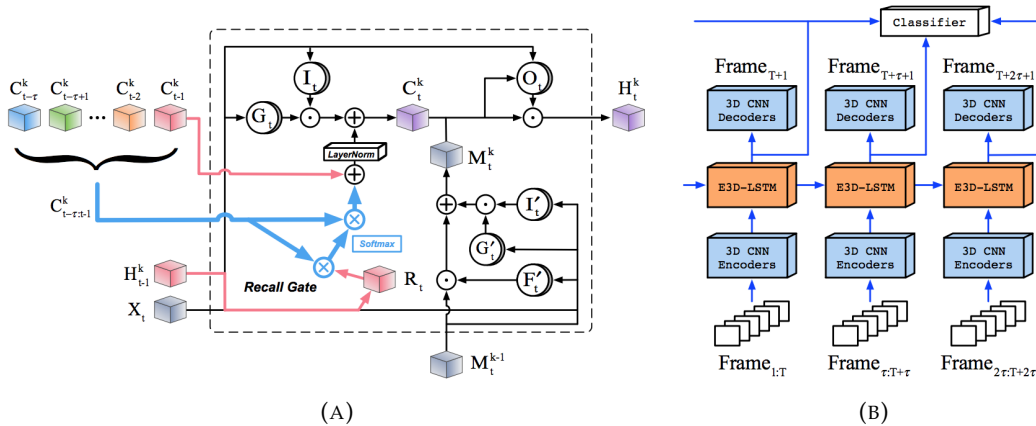 C^k_{t-τ} C^k_{t-τ+1} ... C^k_{t-2} C^k_{t-1}
C^k_{t-τ:t-1}
H^k_{t-1}
X_t
I_t
G_t
LayerNorm
Softmax
Recall Gate
R_t
C^k_t
O_t
H^k_t
M^k_t
I'_t
G'_t
F'_t
M^{k-1}_t
(A)
Classifier
Frame_{T+1} Frame_{T+τ+1} Frame_{T+2τ+1}
3D CNN Decoders
3D CNN Decoders
3D CNN Decoders
E3D-LSTM E3D-LSTM E3D-LSTM
3D CNN Encoders
3D CNN Encoders
3D CNN Encoders
Frame_{1:T} Frame_{τ:T+τ} Frame_{2τ:T+2τ}
(B)